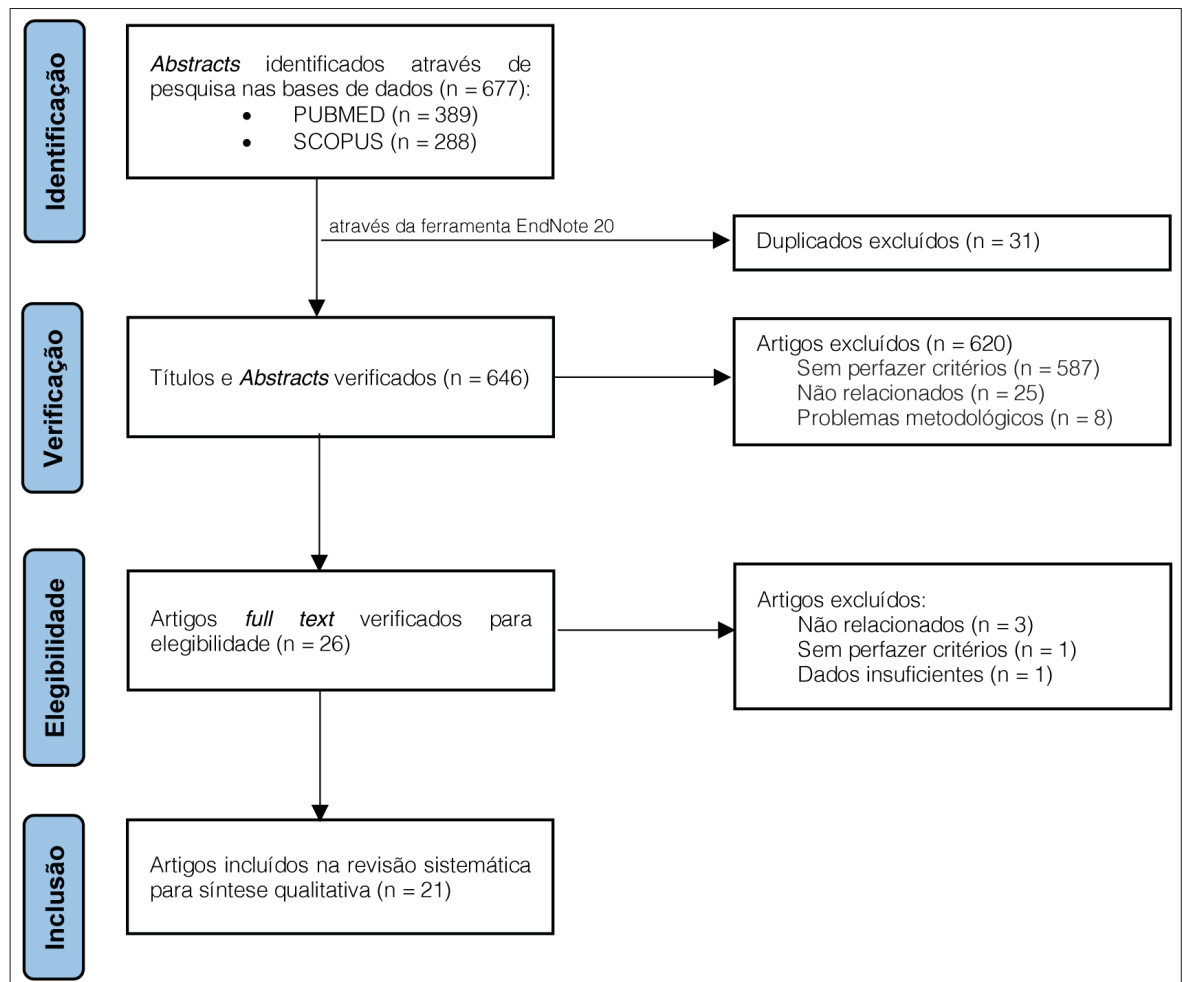 Identificação
Abstracts identificados através de
pesquisa nas bases de dados (n = 677):
• PUBMED (n = 389)
• SCOPUS (n = 288)
através da ferramenta EndNote 20
Duplicados excluídos (n = 31)
Verificação
Títulos e Abstracts verificados (n = 646)
Artigos excluídos (n = 620)
Sem perfazer critérios (n = 587)
Não relacionados (n = 25)
Problemas metodológicos (n = 8)
Elegibilidade
Artigos full text verificados para
elegibilidade (n = 26)
Artigos excluídos:
Não relacionados (n = 3)
Sem perfazer critérios (n = 1)
Dados insuficientes (n = 1)
Inclusão
Artigos incluídos na revisão sistemática
para síntese qualitativa (n = 21)